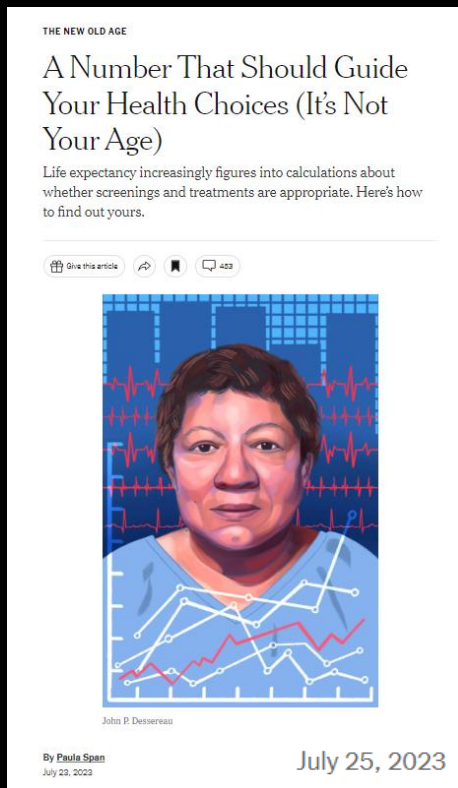 THE NEW OLD AGE
A Number That Should Guide
Your Health Choices (It's Not
Your Age)
Life expectancy increasingly figures into calculations about
whether screenings and treatments are appropriate. Here's how
to find out yours.
Give this article
453
John P. Dessereau
By Paula Span
July 23, 2023
July 25, 2023